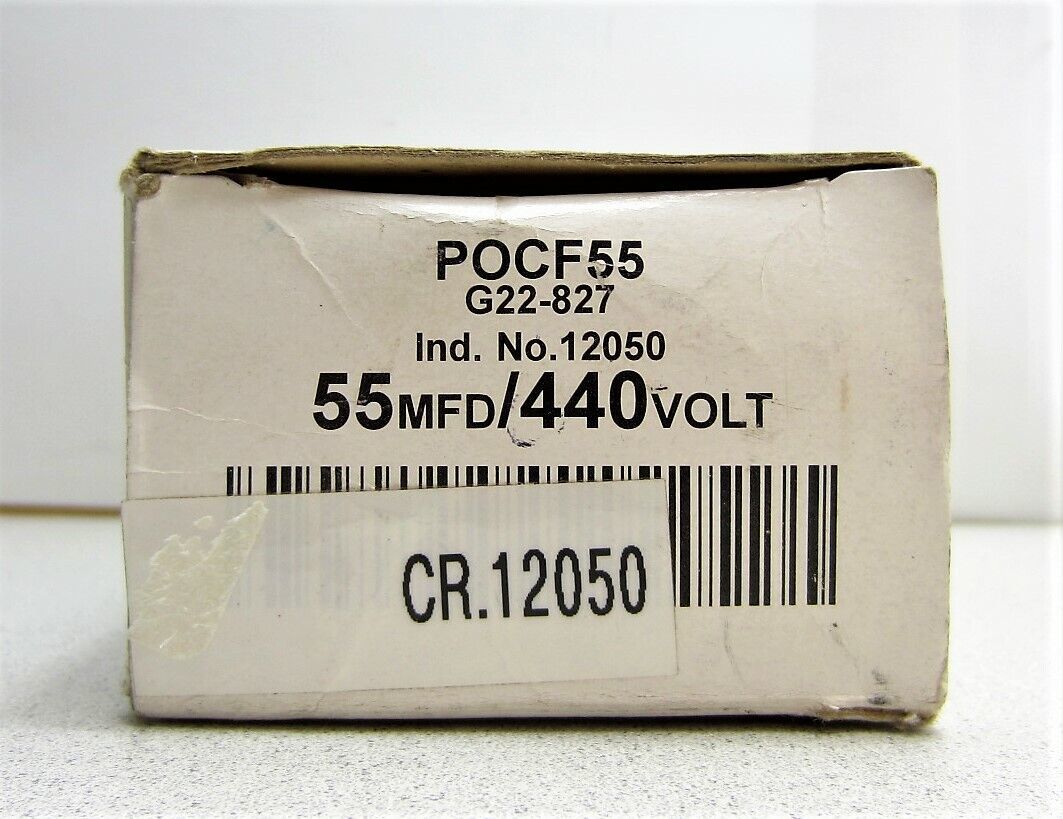 POCF55
G22-827
Ind. No.12050
55MFD/440VOLT
CR.12050